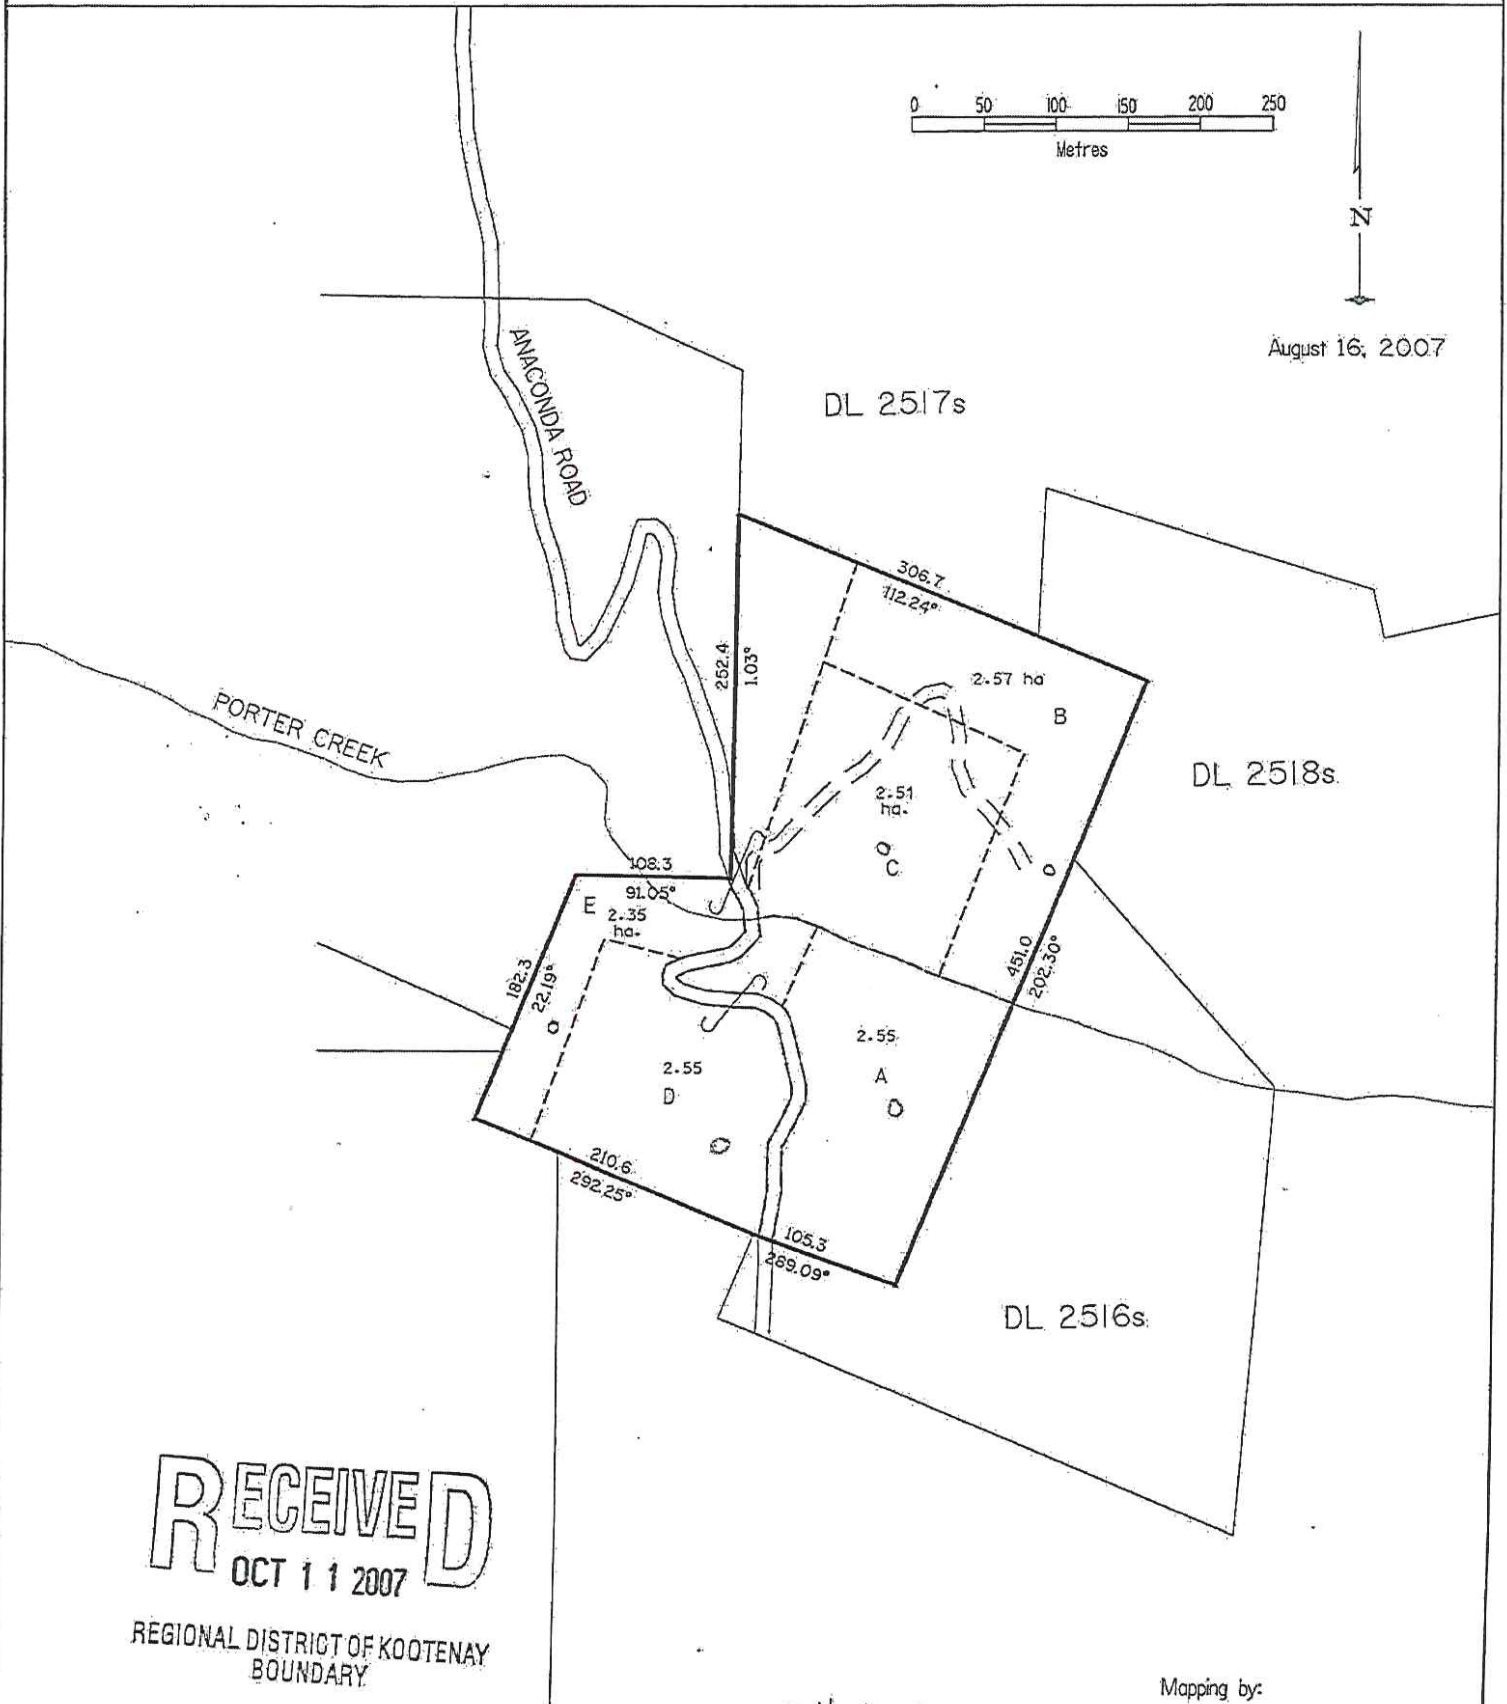 0 50 100 150 200 250
Metres
N
August 16, 2007
ANACONDA ROAD
DL 2517s
306.7
112.24°
252.4
1.03°
2.57 ha
B
PORTER CREEK
DL 2518s
2.51
ha.
C
108.3
91.05°
E
2.35
ha.
182.3
22.19°
451.0
202.30°
2.55
A
2.55
D
210.6
292.25°
105.3
289.09°
DL 2516s
RECEIVED
OCT 11 2007
REGIONAL DISTRICT OF KOOTENAY
BOUNDARY
Mapping by: